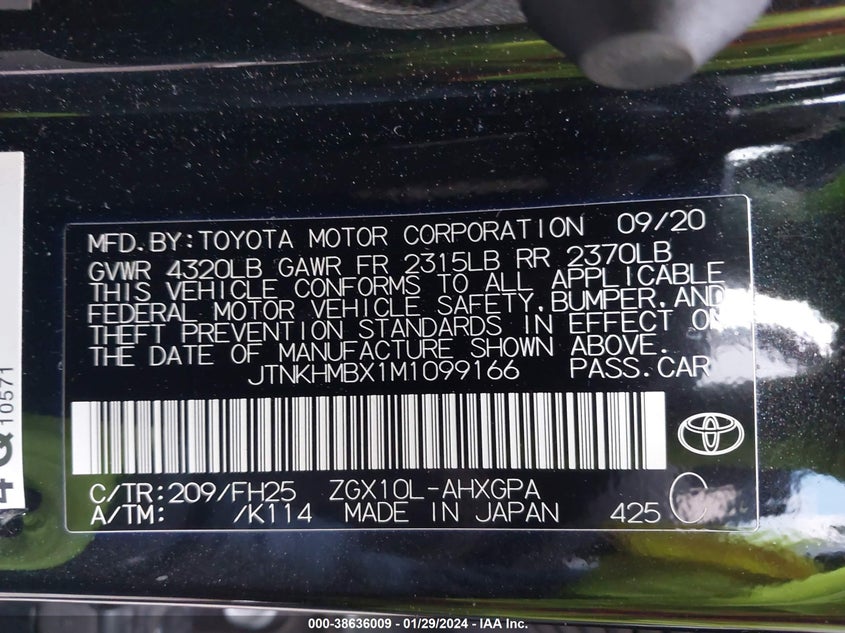 MFD.BY:TOYOTA MOTOR CORPORATION 09/20
GVWR 4320LB GAWR FR 2315LB RR 2370LB
THIS VEHICLE CONFORMS TO ALL APPLICABLE
FEDERAL MOTOR VEHICLE SAFETY,BUMPER,AND
THEFT PREVENTION STANDARDS IN EFFECT ON
THE DATE OF MANUFACTURE SHOWN ABOVE.
JTNKHMBX1M1099166 PASS.CAR
C/TR:209/FH25 ZGX10L-AHXGPA C
A/TM: /K114 MADE IN JAPAN 425
10571
000-38636009 - 01/29/2024 - IAA Inc.